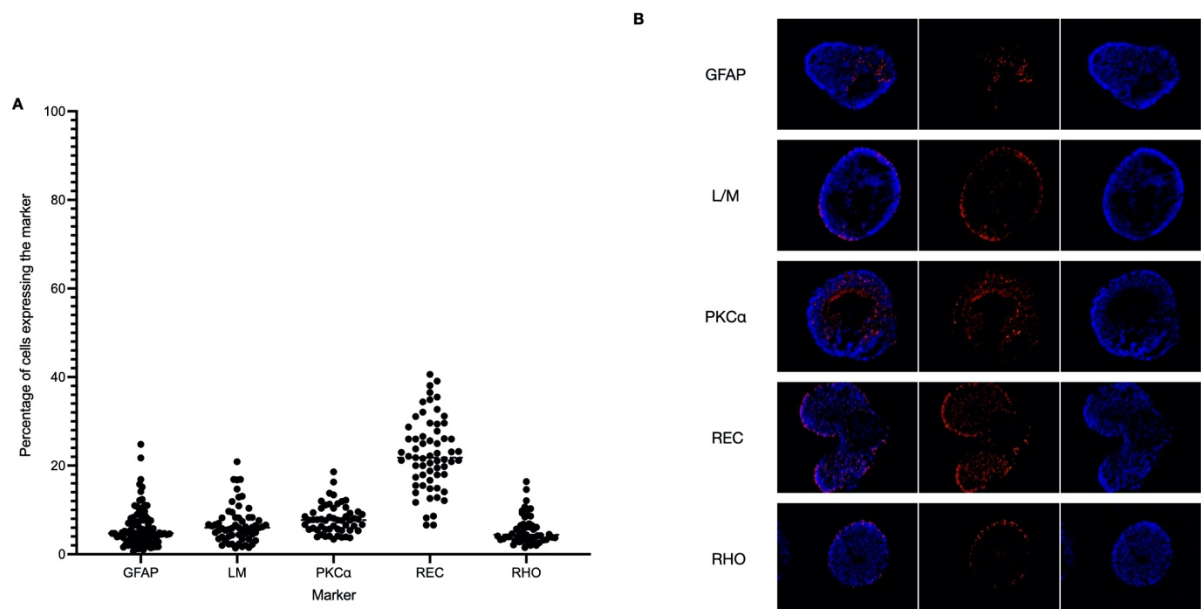 A
Percentage of cells expressing the marker
100
80
60
40
20
0
GFAP LM PKCα REC RHO
Marker
B
GFAP
L/M
PKCα
REC
RHO